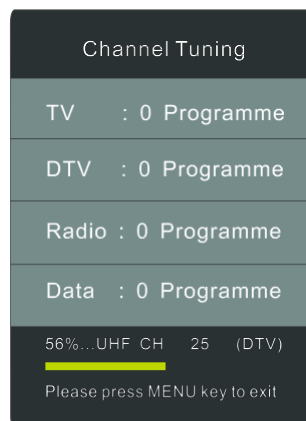 Channel Tuning
TV : 0 Programme
DTV : 0 Programme
Radio : 0 Programme
Data : 0 Programme
56%...UHF CH 25 (DTV)
Please press MENU key to exit